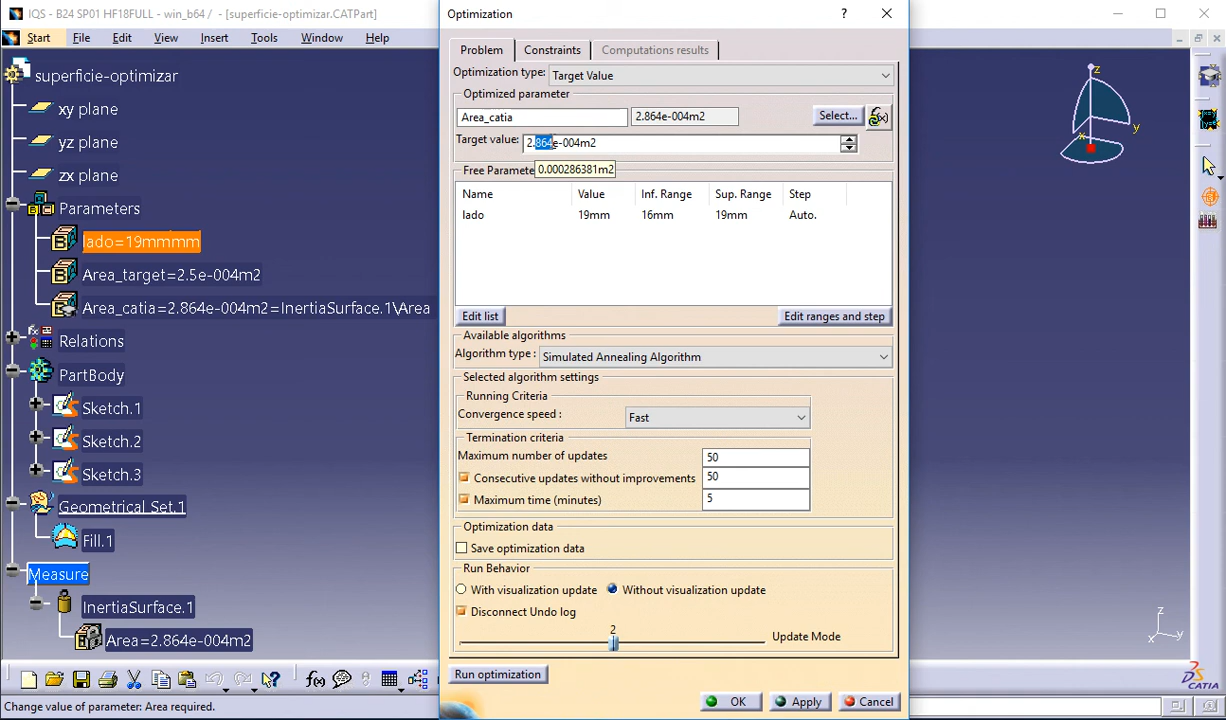 IQS - B24 SP01 HF18FULL - win_b64 / - [superficie-optimizar.CATPart]
Start File Edit View Insert Tools Window Help
superficie-optimizar
xy plane
yz plane
zx plane
Parameters
lado=19mmmm
Area_target=2.5e-004m2
Area_catia=2.864e-004m2=InertiaSurface.1\Area
Relations
PartBody
Sketch.1
Sketch.2
Sketch.3
Geometrical Set.1
Fill.1
Measure
InertiaSurface.1
Area=2.864e-004m2
Change value of parameter: Area required.
Optimization ?
Problem Constraints Computations results
Optimization type: Target Value
Optimized parameter
Area_catia 2.864e-004m2 Select... f(x)
Target value: 2.864e-004m2
0.000286381m2
Free Paramete
Name Value Inf. Range Sup. Range Step
lado 19mm 16mm 19mm Auto.
Edit list Edit ranges and step
Available algorithms
Algorithm type : Simulated Annealing Algorithm
Selected algorithm settings
Running Criteria
Convergence speed : Fast
Termination criteria
Maximum number of updates 50
Consecutive updates without improvements 50
Maximum time (minutes) 5
Optimization data
Save optimization data
Run Behavior
With visualization update Without visualization update
Disconnect Undo log
2
Update Mode
Run optimization
OK Apply Cancel
z
y
x
z
y
x
f(x)
CATIA